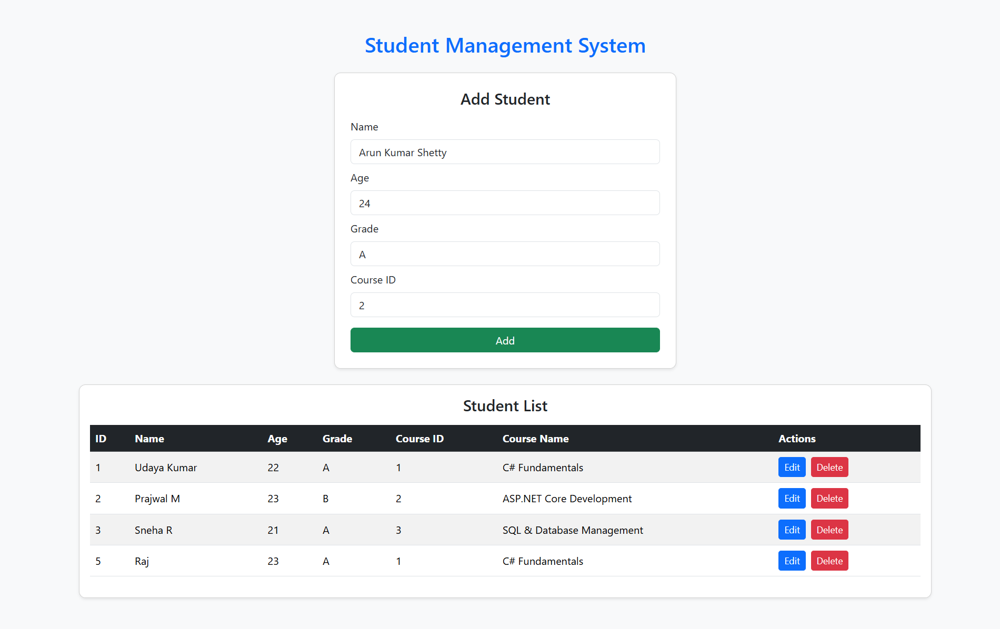 Student Management System
Add Student
Name
Arun Kumar Shetty
Age
24
Grade
A
Course ID
2
Add
Student List
ID Name Age Grade Course ID Course Name Actions
1 Udaya Kumar 22 A 1 C# Fundamentals Edit Delete
2 Prajwal M 23 B 2 ASP.NET Core Development Edit Delete
3 Sneha R 21 A 3 SQL & Database Management Edit Delete
5 Raj 23 A 1 C# Fundamentals Edit Delete